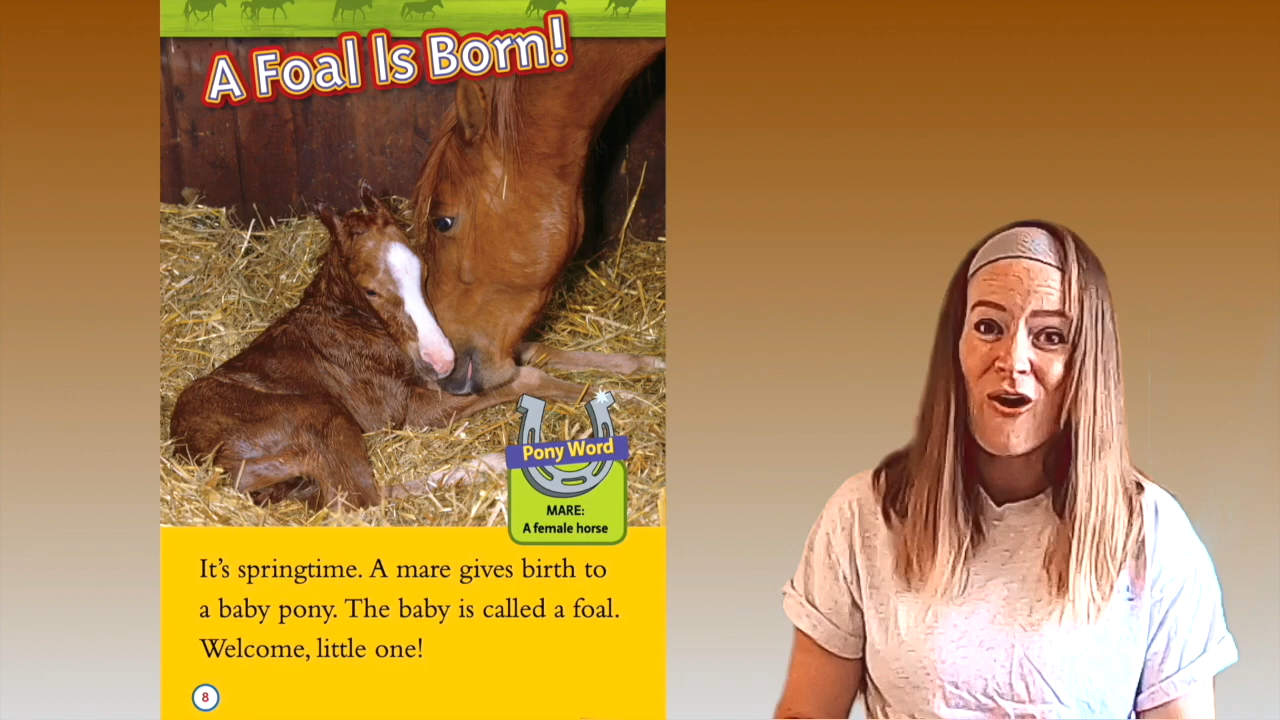 A Foal Is Born!
Pony Word
MARE:
A female horse
It's springtime. A mare gives birth to
a baby pony. The baby is called a foal.
Welcome, little one!
8